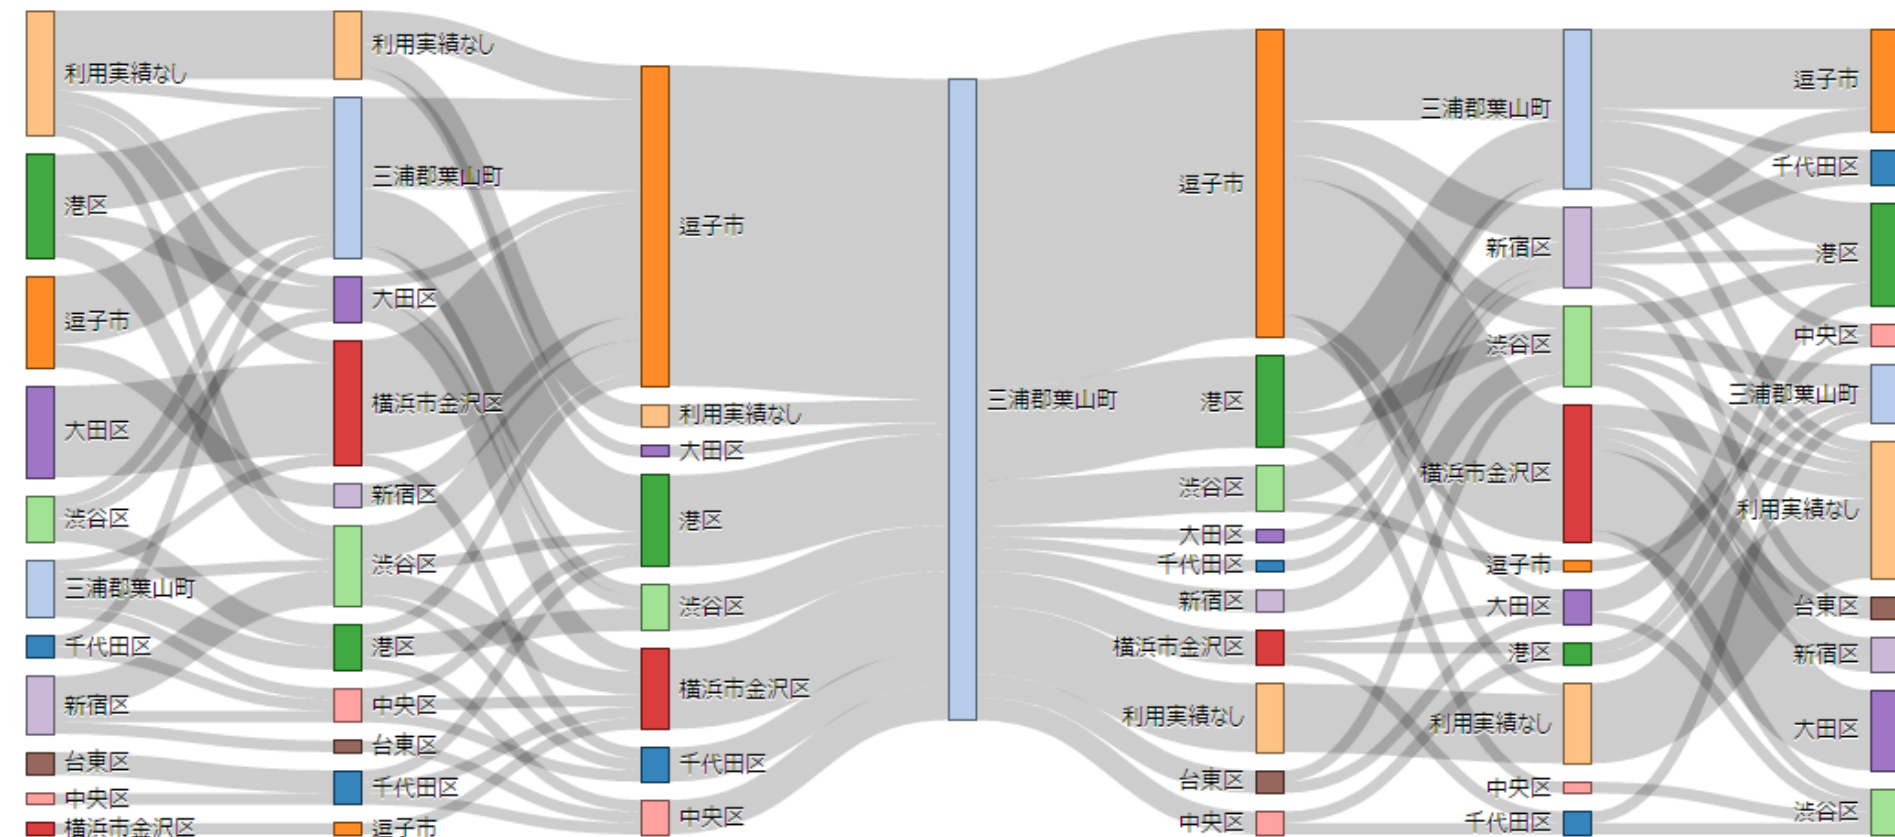 利用実績なし
港区
逗子市
大田区
渋谷区
三浦郡葉山町
千代田区
新宿区
台東区
中央区
横浜市金沢区
利用実績なし
三浦郡葉山町
大田区
横浜市金沢区
新宿区
渋谷区
港区
中央区
台東区
千代田区
逗子市
逗子市
利用実績なし
大田区
港区
渋谷区
横浜市金沢区
千代田区
中央区
三浦郡葉山町
逗子市
港区
渋谷区
大田区
千代田区
新宿区
横浜市金沢区
利用実績なし
台東区
中央区
三浦郡葉山町
新宿区
渋谷区
横浜市金沢区
逗子市
大田区
港区
利用実績なし
中央区
千代田区
逗子市
千代田区
港区
中央区
三浦郡葉山町
利用実績なし
台東区
新宿区
大田区
渋谷区